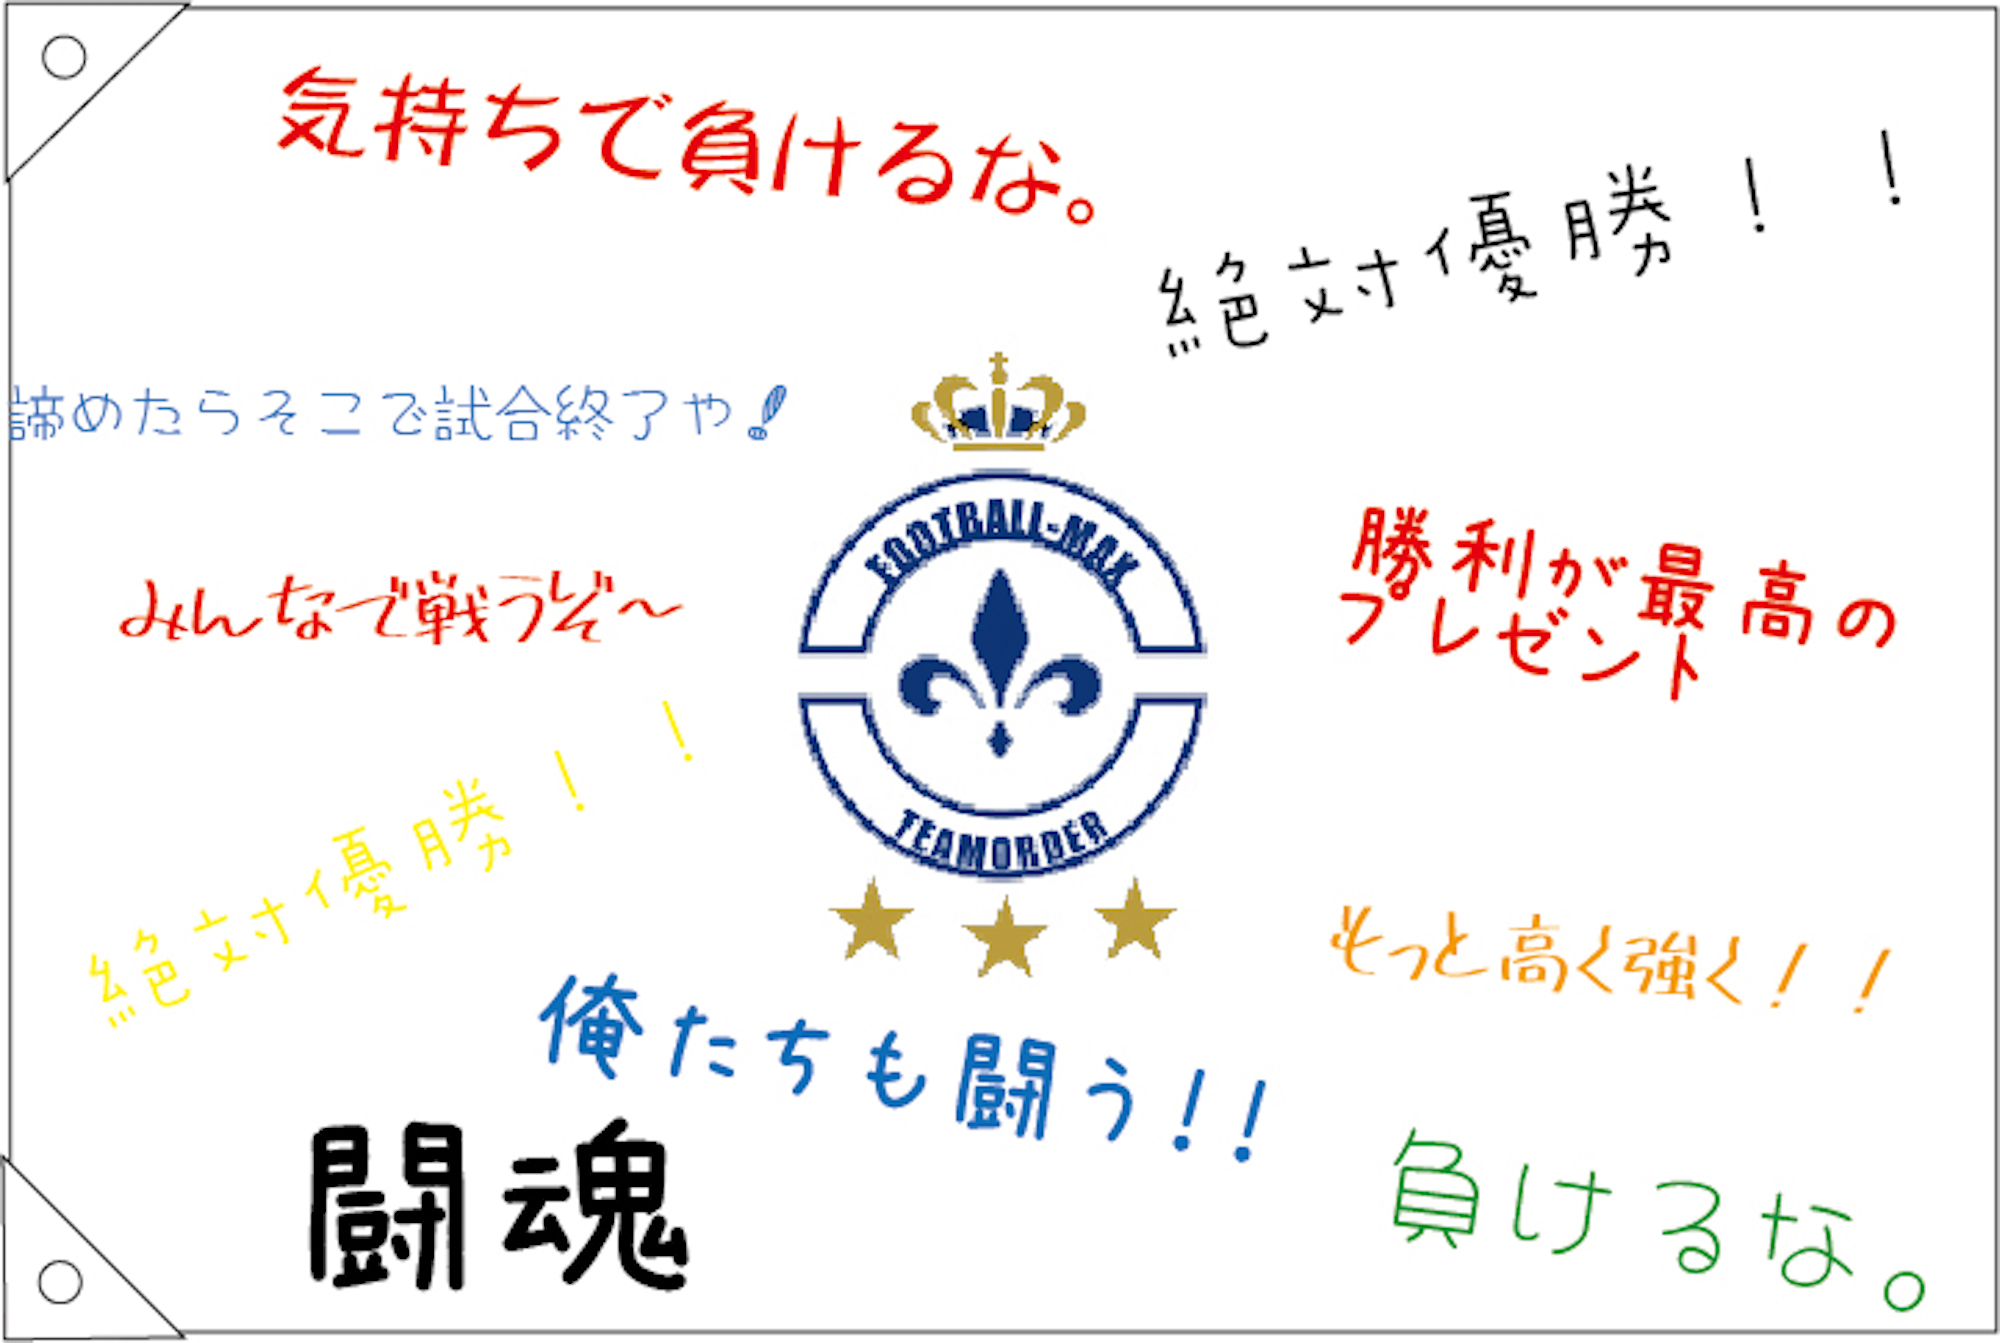 気持ちで負けるな。
絶対優勝！！
諦めたらそこで試合終了や！
FOOTBALL-MAX
勝利が最高の
プレゼント
みんなで戦うぞ～
絶対優勝！！
TEAMORDER
もっと高く強く！！
俺たちも闘う！！
闘魂
負けるな。